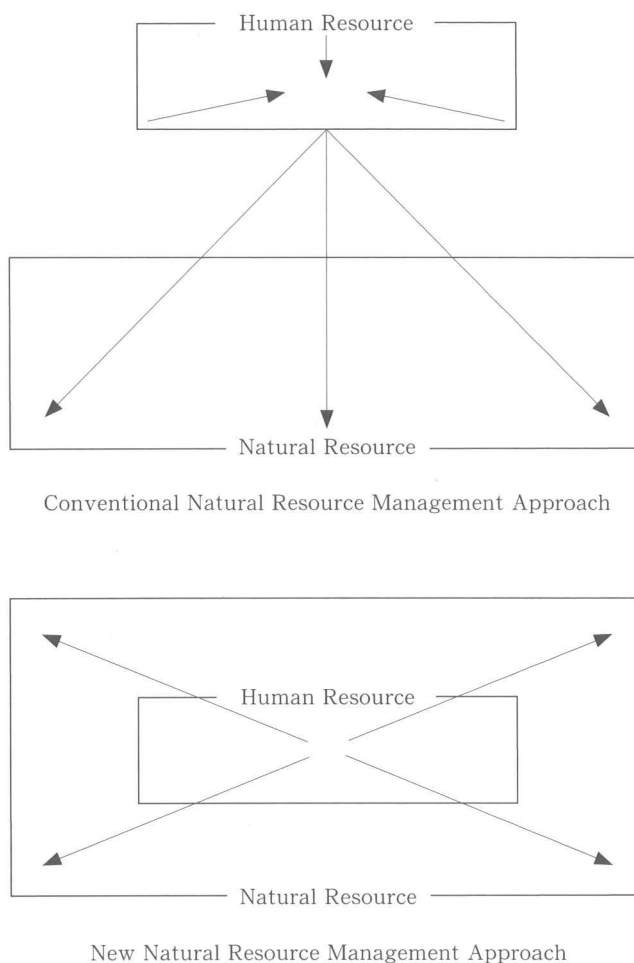 Human Resource
Natural Resource
Conventional Natural Resource Management Approach
Human Resource
Natural Resource
New Natural Resource Management Approach